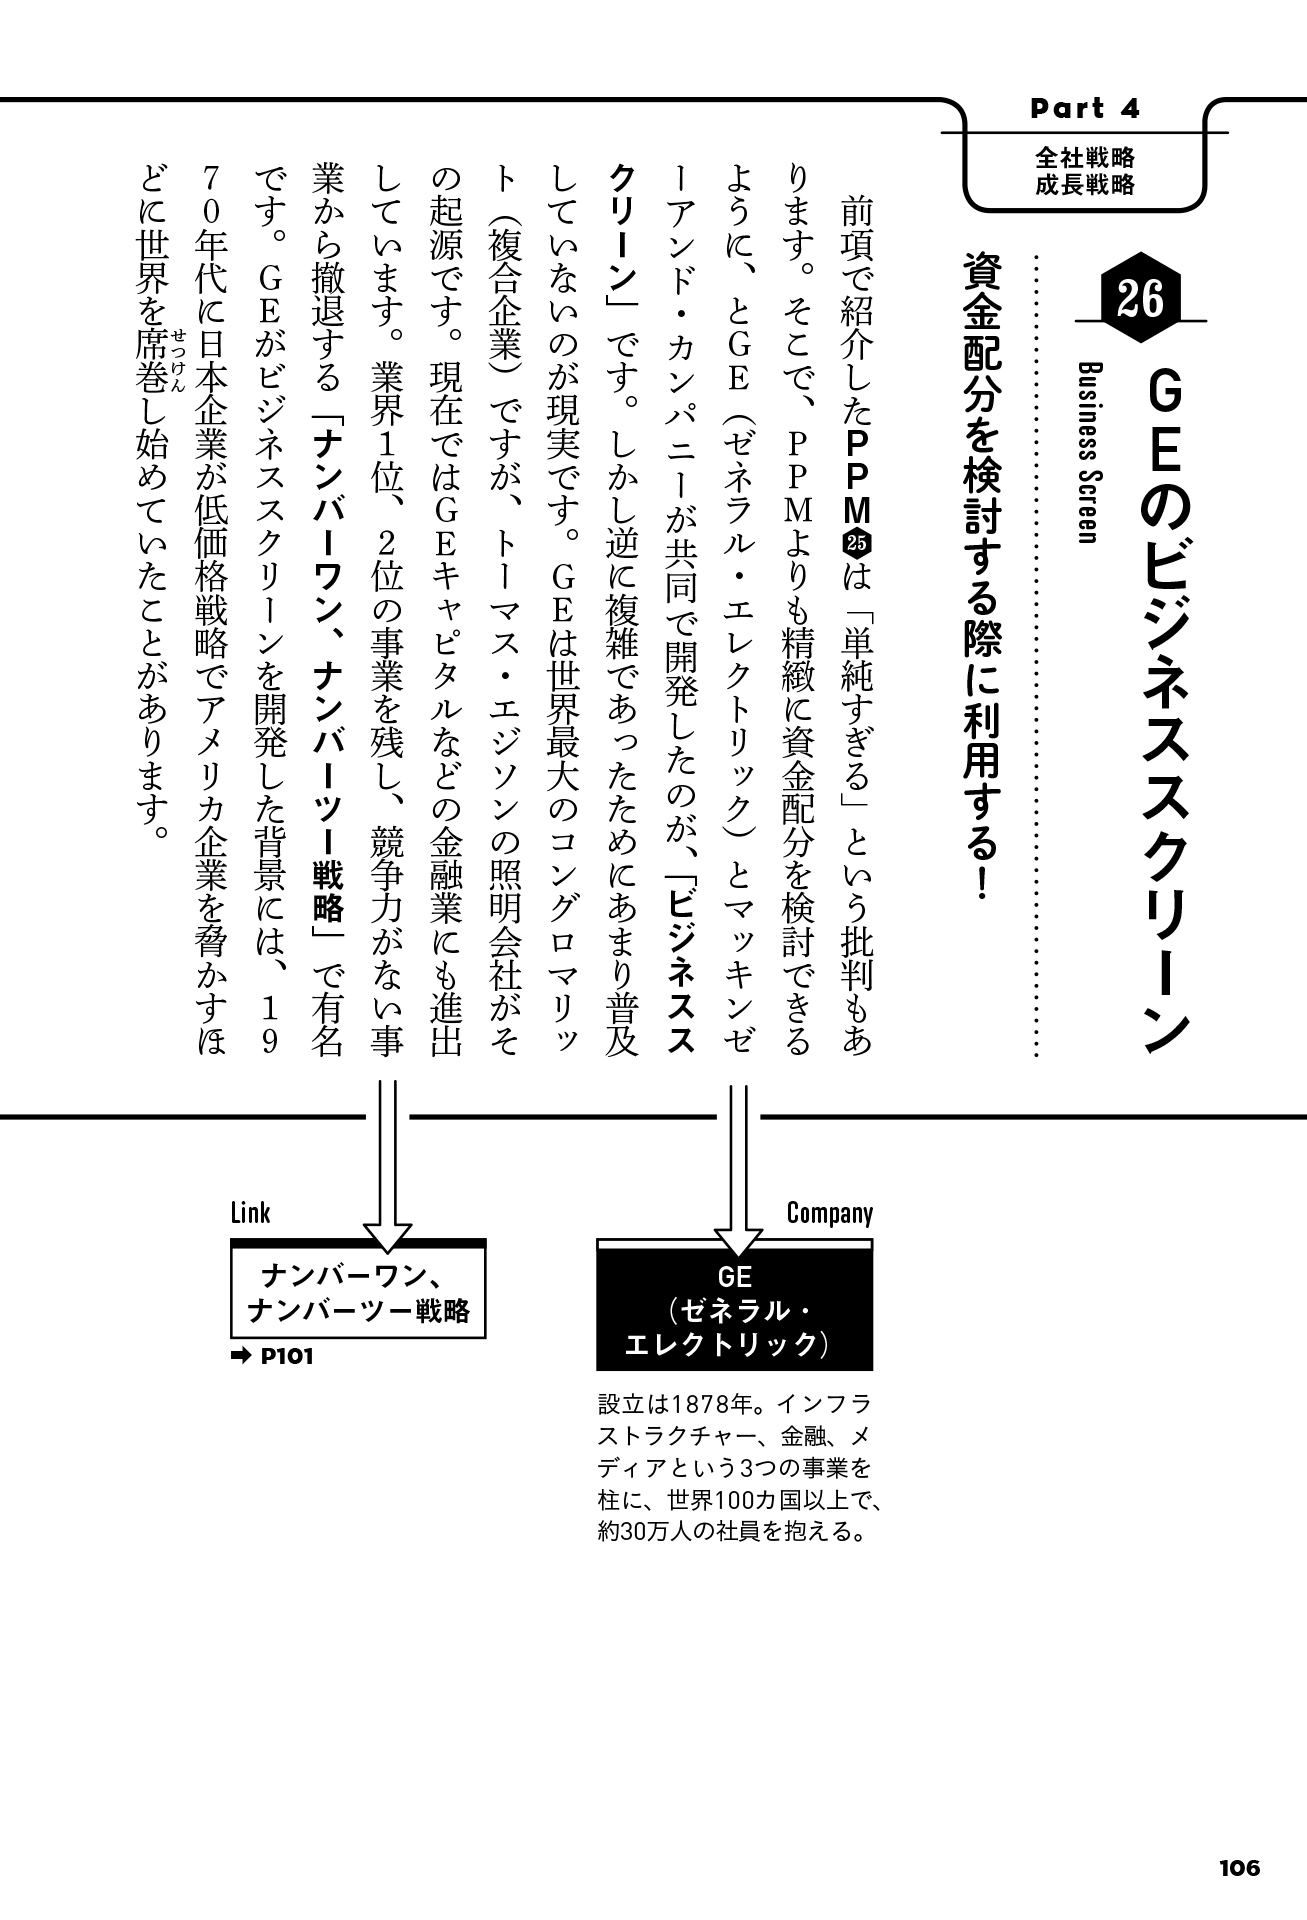 Part 4
全社戦略
成長戦略
26
GEのビジネススクリーン
Business Screen
資金配分を検討する際に利用する！
前項で紹介したPPM25は「単純すぎる」という批判もあ
ります。そこで、PPMよりも精緻に資金配分を検討できる
ように、とGE（ゼネラル・エレクトリック）とマッキンゼ
ーアンド・カンパニーが共同で開発したのが、「ビジネスス
クリーン」です。しかし逆に複雑であったためにあまり普及
していないのが現実です。GEは世界最大のコングロマリッ
ト（複合企業）ですが、トーマス・エジソンの照明会社がそ
の起源です。現在ではGEキャピタルなどの金融業にも進出
しています。業界1位、2位の事業を残し、競争力がない事
業から撤退する「ナンバーワン、ナンバーツー戦略」で有名
です。GEがビジネススクリーンを開発した背景には、19
70年代に日本企業が低価格戦略でアメリカ企業を脅かすほ
どに世界を席巻し始めていたことがあります。
せっけん
Company
GE
（ゼネラル・
エレクトリック）
設立は1878年。インフラ
ストラクチャー、金融、メ
ディアという3つの事業を
柱に、世界100カ国以上で、
約30万人の社員を抱える。
Link
ナンバーワン、
ナンバーツー戦略
➡ P101
106